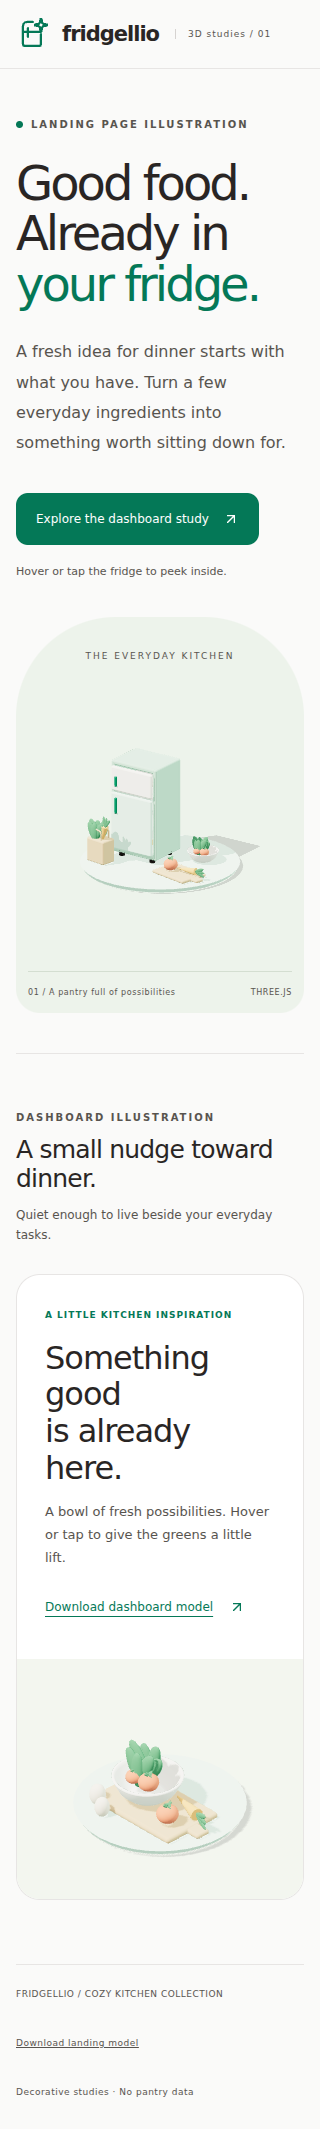 fridgellio
3D studies / 01
LANDING PAGE ILLUSTRATION
Good food.
Already in
your fridge.
A fresh idea for dinner starts with
what you have. Turn a few
everyday ingredients into
something worth sitting down for.
Explore the dashboard study
Hover or tap the fridge to peek inside.
THE EVERYDAY KITCHEN
01 / A pantry full of possibilities
THREE.JS
DASHBOARD ILLUSTRATION
A small nudge toward
dinner.
Quiet enough to live beside your everyday
tasks.
A LITTLE KITCHEN INSPIRATION
Something
good
is already
here.
A bowl of fresh possibilities. Hover
or tap to give the greens a little
lift.
Download dashboard model
FRIDGELLIO / COZY KITCHEN COLLECTION
Download landing model
Decorative studies · No pantry data